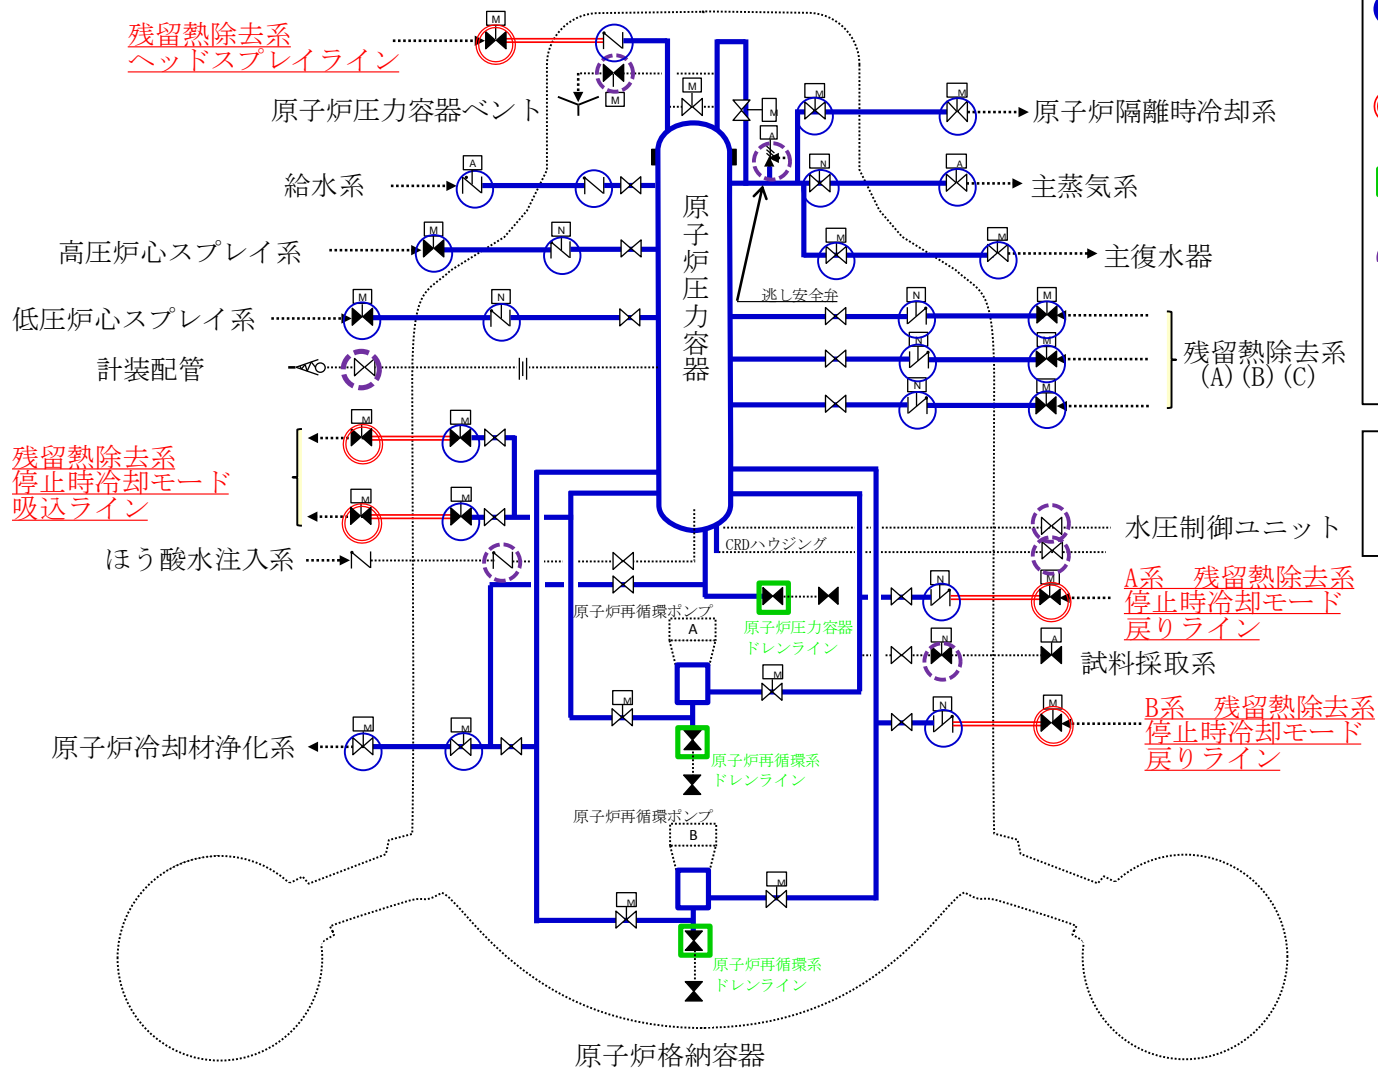 残留熱除去系
ヘッドスプレイライン
原子炉圧力容器ベント
給水系
高圧炉心スプレイ系
低圧炉心スプレイ系
計装配管
残留熱除去系
停止時冷却モード
吸込ライン
ほう酸水注入系
原子炉冷却材浄化系
原子炉圧力容器
原子炉隔離時冷却系
主蒸気系
主復水器
逃し安全弁
残留熱除去系
(A)(B)(C)
水圧制御ユニット
CRDハウジング
A系 残留熱除去系
停止時冷却モード
戻りライン
試料採取系
B系 残留熱除去系
停止時冷却モード
戻りライン
原子炉圧力容器
ドレンライン
原子炉再循環ポンプ
A
原子炉再循環系
ドレンライン
原子炉再循環ポンプ
B
原子炉再循環系
ドレンライン
原子炉格納容器
M
M
M
A
M
N
M
N
M
M
M
M
M
A
M
M
N
A
M
M
N
M
N
M
N
M
N
M
N
A
N
M
M
M
M
M
M
M